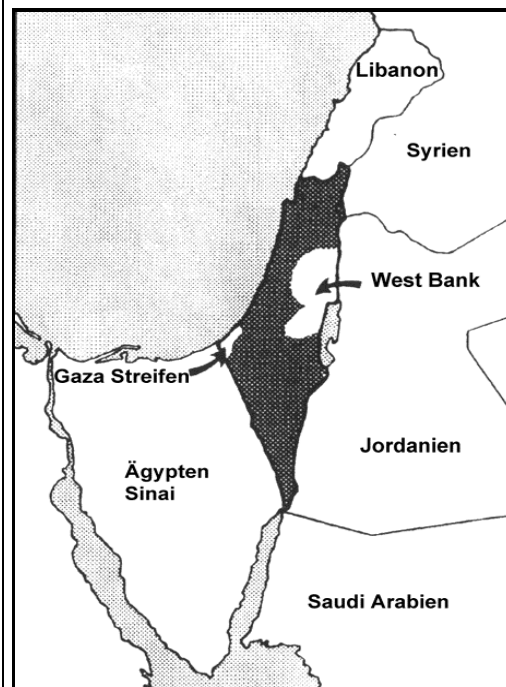 Libanon
Syrien
West Bank
Gaza Streifen
Ägypten
Sinai
Jordanien
Saudi Arabien